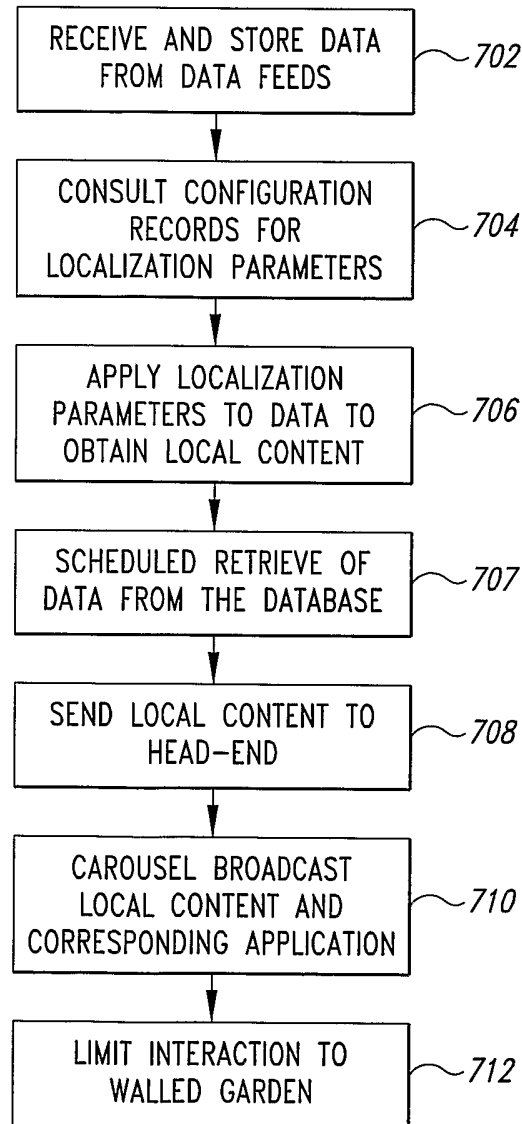 RECEIVE AND STORE DATA
FROM DATA FEEDS
702
CONSULT CONFIGURATION
RECORDS FOR
LOCALIZATION PARAMETERS
704
APPLY LOCALIZATION
PARAMETERS TO DATA TO
OBTAIN LOCAL CONTENT
706
SCHEDULED RETRIEVE OF
DATA FROM THE DATABASE
707
SEND LOCAL CONTENT TO
HEAD-END
708
CAROUSEL BROADCAST
LOCAL CONTENT AND
CORRESPONDING APPLICATION
710
LIMIT INTERACTION TO
WALLED GARDEN
712